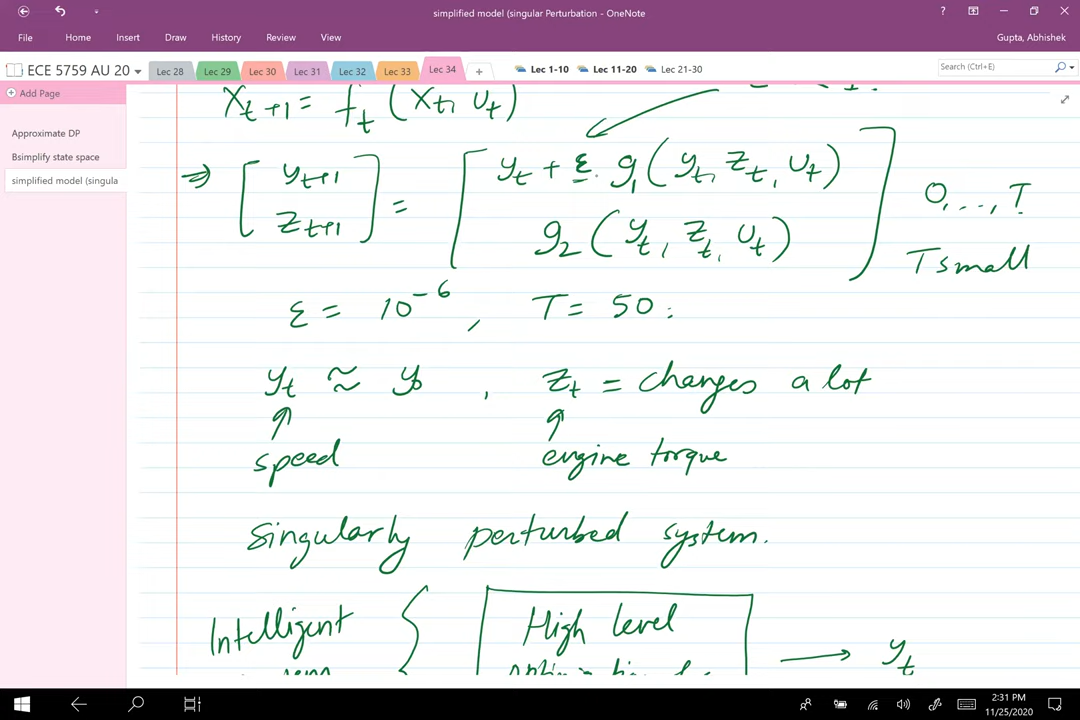 simplified model (singular Perturbation - OneNote
File Home Insert Draw History Review View
Gupta, Abhishek
ECE 5759 AU 20
Lec 28 Lec 29 Lec 30 Lec 31 Lec 32 Lec 33 Lec 34 +
Lec 1-10 Lec 11-20 Lec 21-30
Search (Ctrl+E)
Add Page
Approximate DP
Bsimplify state space
simplified model (singula
X_{t+1} = f_t (X_t, U_t)
⇒ [y_{t+1} z_{t+1}] = [y_t + ε. g_1(y_t, z_t, U_t)
g_2 (y_t, z_t, U_t)]
0, ..., T
T small
ε = 10^{-6}, T = 50.
y_t ≈ y_0, z_t = changes a lot
↑ ↑
speed engine torque
Singularly perturbed system.
Intelligent { High level
→ y_t
2:31 PM
11/25/2020